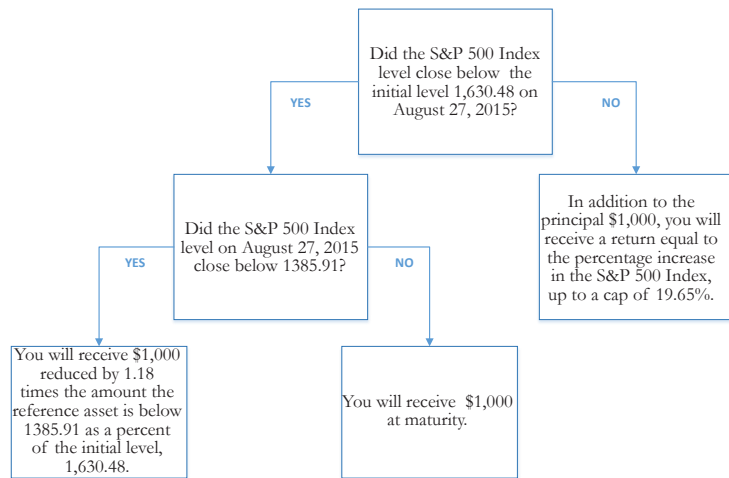 Did the S&P 500 Index
level close below the
initial level 1,630.48 on
August 27, 2015?
YES
NO
Did the S&P 500 Index
level on August 27, 2015
close below 1385.91?
In addition to the
principal $1,000, you will
receive a return equal to
the percentage increase
in the S&P 500 Index,
up to a cap of 19.65%.
YES
NO
You will receive $1,000
reduced by 1.18
times the amount the
reference asset is below
1385.91 as a percent
of the initial level,
1,630.48.
You will receive $1,000
at maturity.